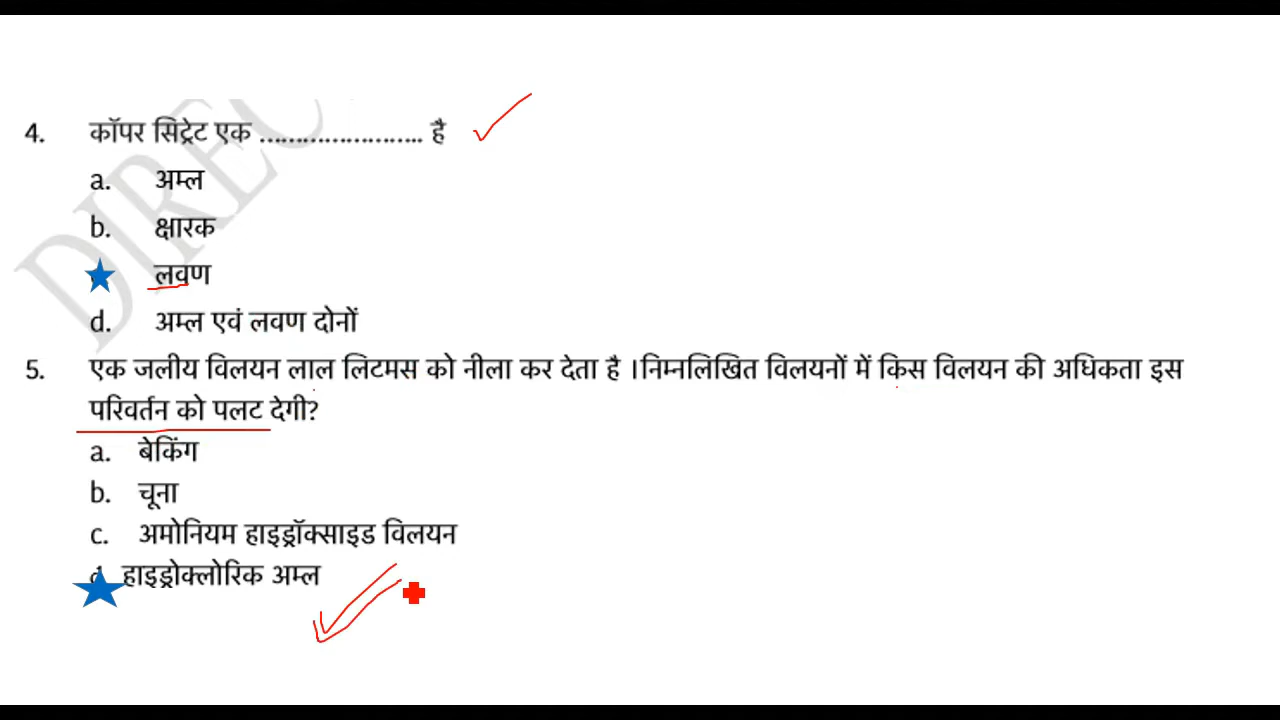 4. कॉपर सिट्रेट एक ........................ है
a. अम्ल
b. क्षारक
लवण
d. अम्ल एवं लवण दोनों
5. एक जलीय विलयन लाल लिटमस को नीला कर देता है ।निम्नलिखित विलयनों में किस विलयन की अधिकता इस
परिवर्तन को पलट देगी?
a. बेकिंग
b. चूना
c. अमोनियम हाइड्रॉक्साइड विलयन
हाइड्रोक्लोरिक अम्ल
DIREC